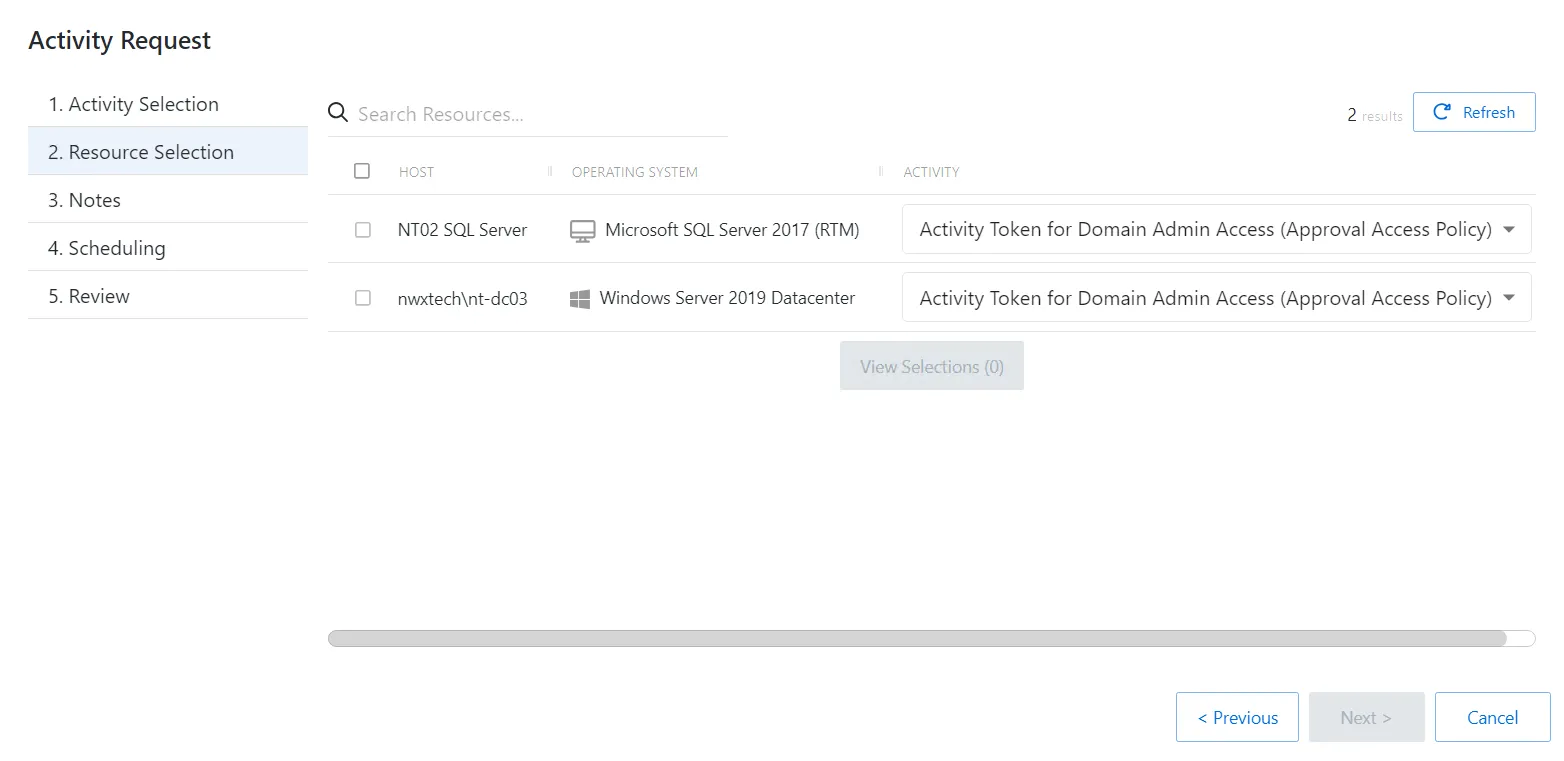 Activity Request
1. Activity Selection
2. Resource Selection
3. Notes
4. Scheduling
5. Review
Search Resources...
2 results
Refresh
HOST OPERATING SYSTEM ACTIVITY
NT02 SQL Server Microsoft SQL Server 2017 (RTM) Activity Token for Domain Admin Access (Approval Access Policy)
nwxtech\nt-dc03 Windows Server 2019 Datacenter Activity Token for Domain Admin Access (Approval Access Policy)
View Selections (0)
< Previous Next > Cancel